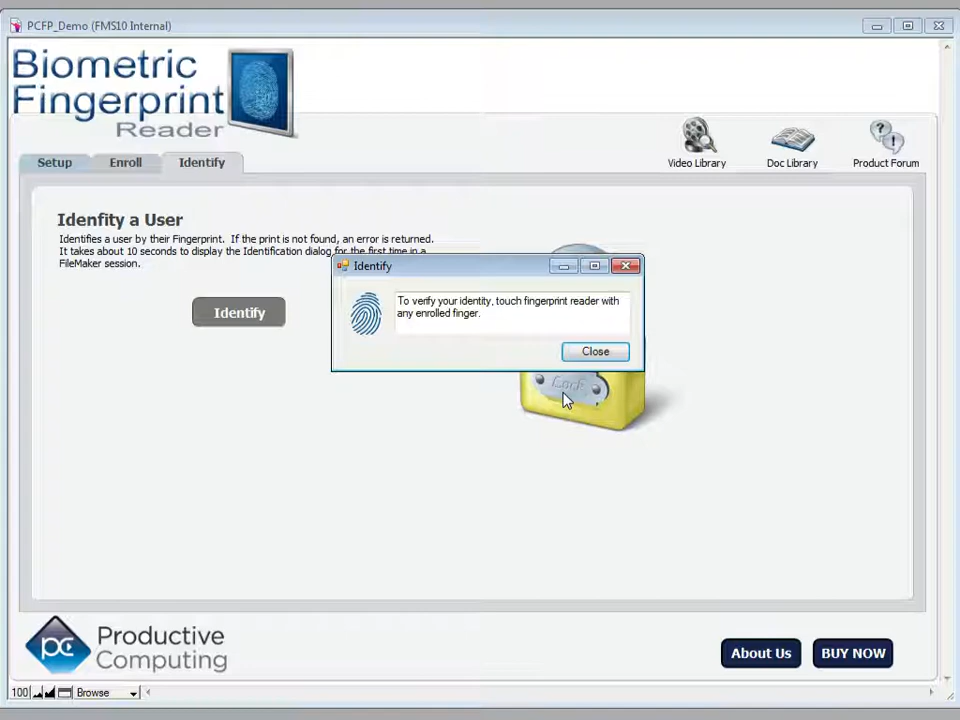 PCFP_Demo (FMS10 Internal)
Biometric
Fingerprint
Reader
Setup
Enroll
Identify
Video Library
Doc Library
Product Forum
Idenfity a User
Identifies a user by their Fingerprint. If the print is not found, an error is returned.
It takes about 10 seconds to display the Identification dialog for the first time in a
FileMaker session.
Identify
Identify
To verify your identity, touch fingerprint reader with
any enrolled finger.
Close
Lock
pc
Productive
Computing
About Us
BUY NOW
100
Browse